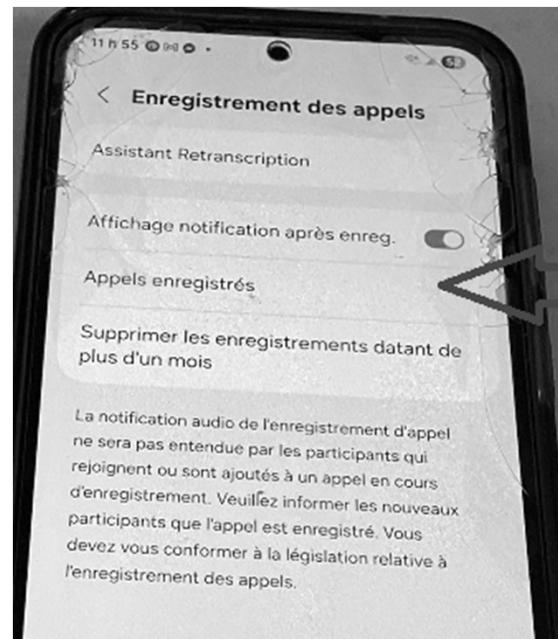 11 h 55
Enregistrement des appels
Assistant Retranscription
Affichage notification après enreg.
Appels enregistrés
Supprimer les enregistrements datant de
plus d'un mois
La notification audio de l'enregistrement d'appel
ne sera pas entendue par les participants qui
rejoignent ou sont ajoutés à un appel en cours
d'enregistrement. Veuillez informer les nouveaux
participants que l'appel est enregistré. Vous
devez vous conformer à la législation relative à
l'enregistrement des appels.